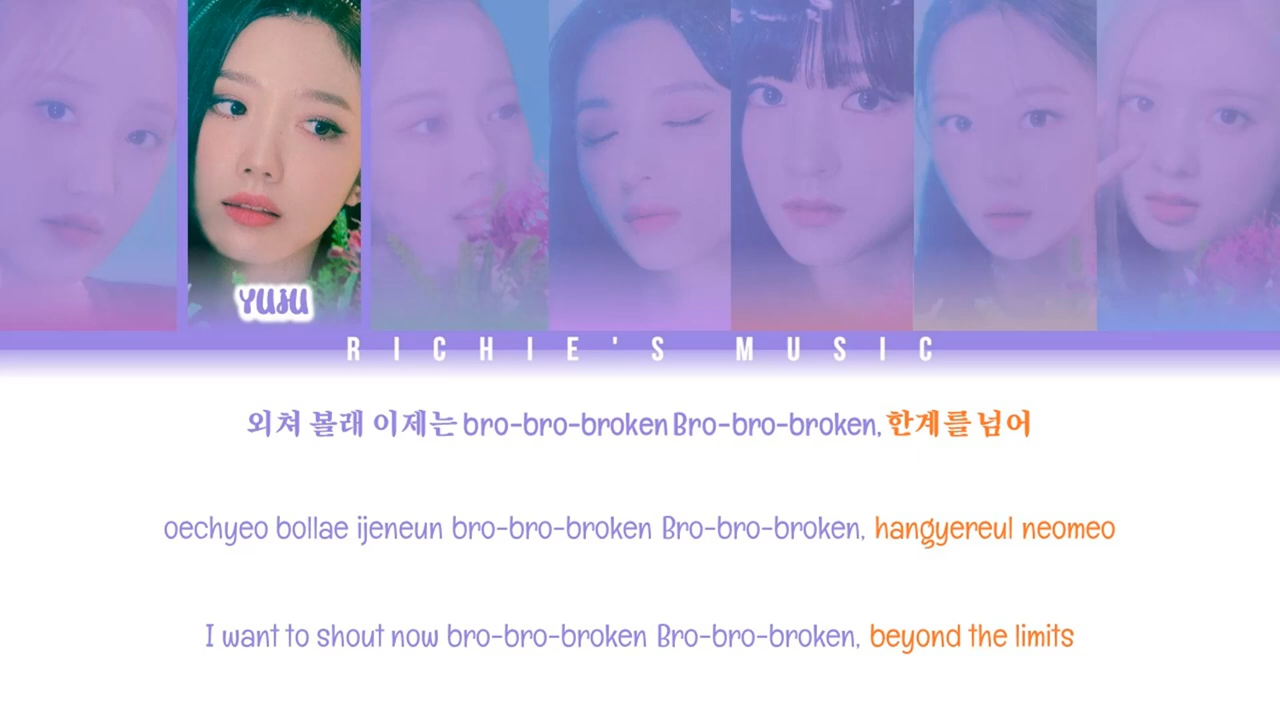 YUJU
RICHIE'S MUSIC
외쳐 볼래 이제는 bro-bro-broken Bro-bro-broken, 한계를 넘어
oechyeo bollae ijeneun bro-bro-broken Bro-bro-broken, hangyereul neomeo
I want to shout now bro-bro-broken Bro-bro-broken, beyond the limits